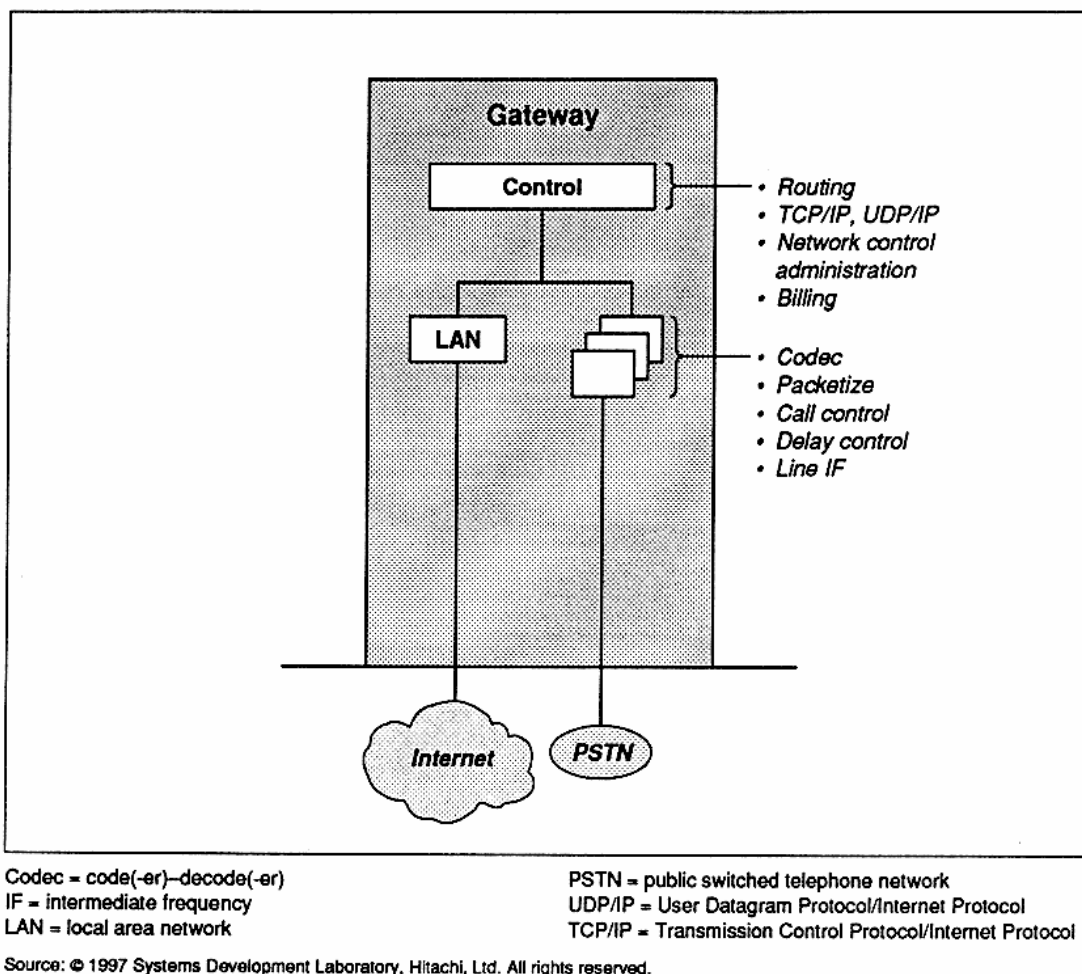 Gateway
Control
• Routing
• TCP/IP, UDP/IP
• Network control
administration
• Billing
LAN
• Codec
• Packetize
• Call control
• Delay control
• Line IF
Internet
PSTN
Codec = code(-er)–decode(-er)
IF = intermediate frequency
LAN = local area network
PSTN = public switched telephone network
UDP/IP = User Datagram Protocol/Internet Protocol
TCP/IP = Transmission Control Protocol/Internet Protocol
Source: © 1997 Systems Development Laboratory, Hitachi, Ltd. All rights reserved.